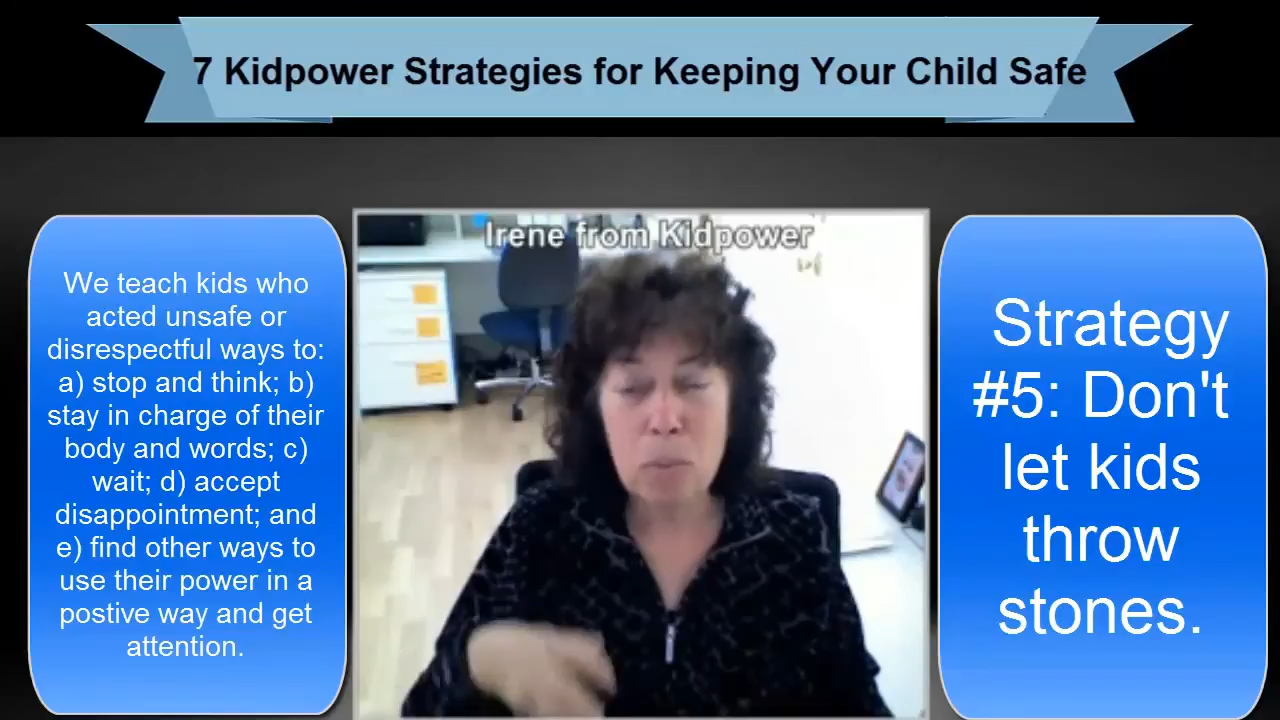 7 Kidpower Strategies for Keeping Your Child Safe
We teach kids who
acted unsafe or
disrespectful ways to:
a) stop and think; b)
stay in charge of their
body and words; c)
wait; d) accept
disappointment; and
e) find other ways to
use their power in a
postive way and get
attention.
Irene from Kidpower
Strategy
#5: Don't
let kids
throw
stones.